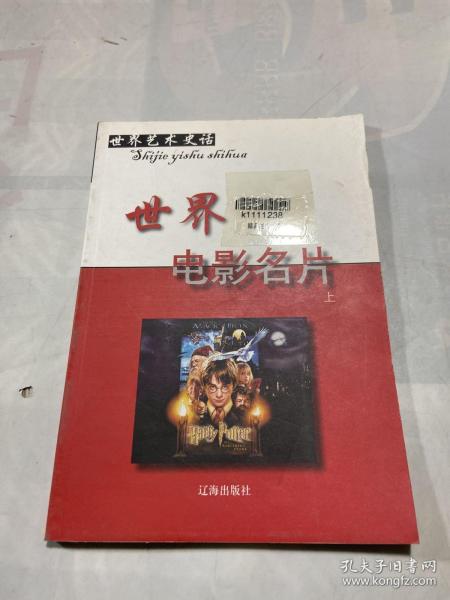 世界艺术史话
Shijie yishu shihua
世界
k1111238
电影名片
上
Harry Potter
辽海出版社
孔夫子旧书网
www.kongfz.com